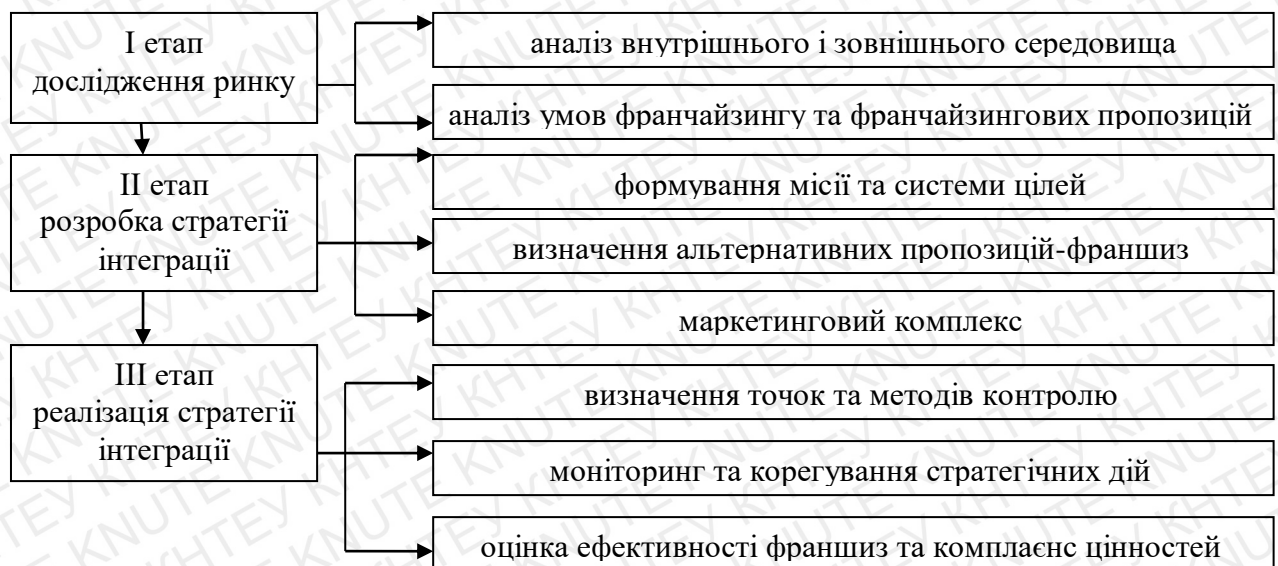 І етап
дослідження ринку
аналіз внутрішнього і зовнішнього середовища
аналіз умов франчайзингу та франчайзингових пропозицій
ІІ етап
розробка стратегії
інтеграції
формування місії та системи цілей
визначення альтернативних пропозицій-франшиз
маркетинговий комплекс
ІІІ етап
реалізація стратегії
інтеграції
визначення точок та методів контролю
моніторинг та корегування стратегічних дій
оцінка ефективності франшиз та комплаєнс цінностей